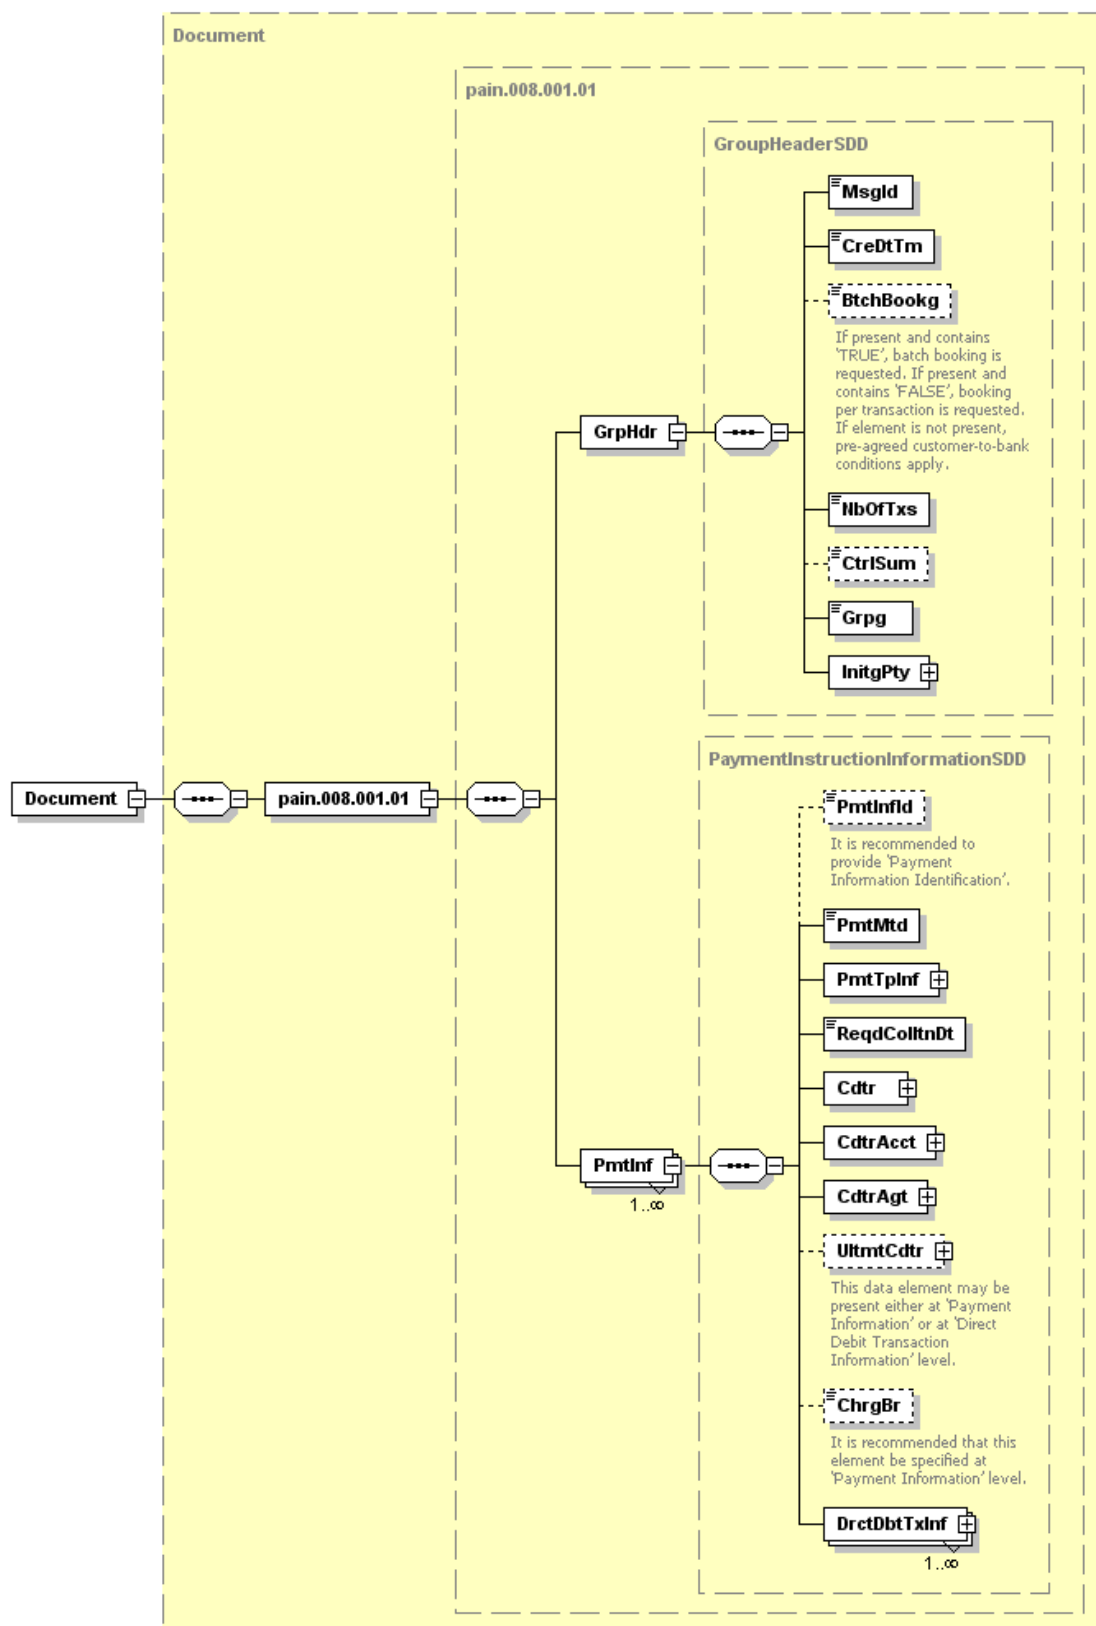 Document
pain.008.001.01
GroupHeaderSDD
MsgId
CreDtTm
BtchBookg
If present and contains
'TRUE', batch booking is
requested. If present and
contains 'FALSE', booking
per transaction is requested.
If element is not present,
pre-agreed customer-to-bank
conditions apply.
GrpHdr
NbOfTxs
CtrlSum
Grpg
InitgPty
PaymentInstructionInformationSDD
Document
pain.008.001.01
PmtInfId
It is recommended to
provide 'Payment
Information Identification'.
PmtMtd
PmtTpInf
ReqdColltnDt
Cdtr
CdtrAcct
PmtInf
1..∞
CdtrAgt
UltmtCdtr
This data element may be
present either at 'Payment
Information' or at 'Direct
Debit Transaction
Information' level.
ChrgBr
It is recommended that this
element be specified at
'Payment Information' level.
DrctDbtTxInf
1..∞